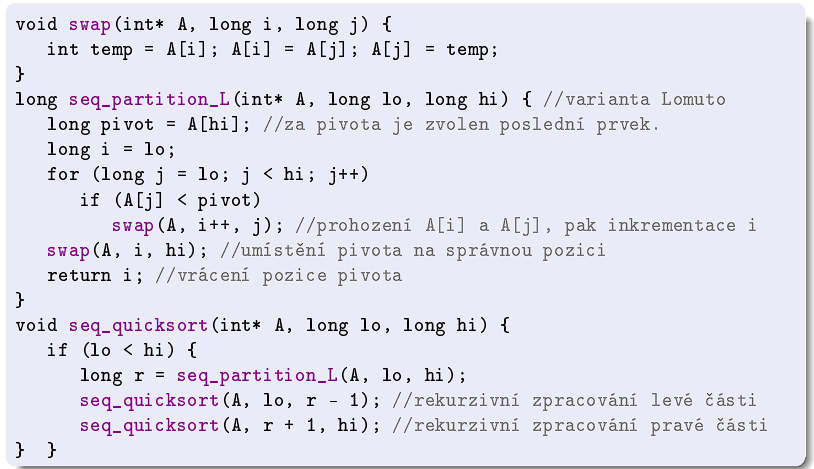 void swap(int* A, long i, long j) {
   int temp = A[i]; A[i] = A[j]; A[j] = temp;
}
long seq_partition_L(int* A, long lo, long hi) { //varianta Lomuto
   long pivot = A[hi]; //za pivota je zvolen poslední prvek.
   long i = lo;
   for (long j = lo; j < hi; j++)
      if (A[j] < pivot)
         swap(A, i++, j); //prohození A[i] a A[j], pak inkrementace i
   swap(A, i, hi); //umístění pivota na správnou pozici
   return i; //vrácení pozice pivota
}
void seq_quicksort(int* A, long lo, long hi) {
   if (lo < hi) {
      long r = seq_partition_L(A, lo, hi);
      seq_quicksort(A, lo, r - 1); //rekurzivní zpracování levé části
      seq_quicksort(A, r + 1, hi); //rekurzivní zpracování pravé části
}  }